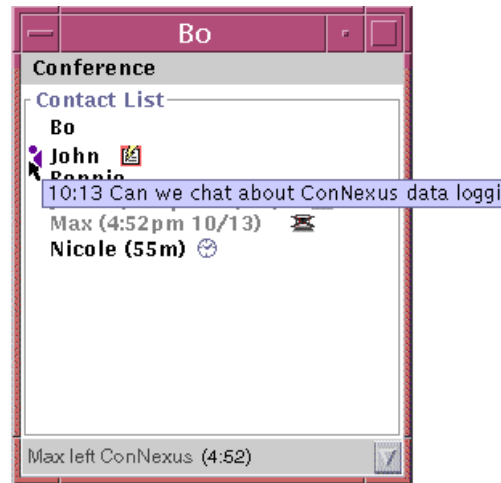 Bo
Conference
Contact List
Bo
John
Bonnie
10:13 Can we chat about ConNexus data loggi
Max (4:52pm 10/13)
Nicole (55m)
Max left ConNexus (4:52)